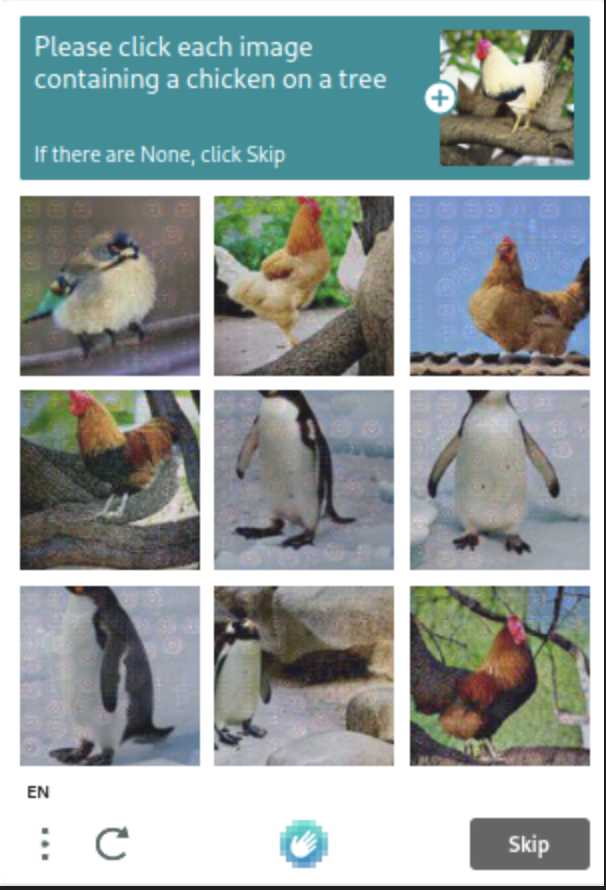 Please click each image
containing a chicken on a tree
If there are None, click Skip
EN
Skip